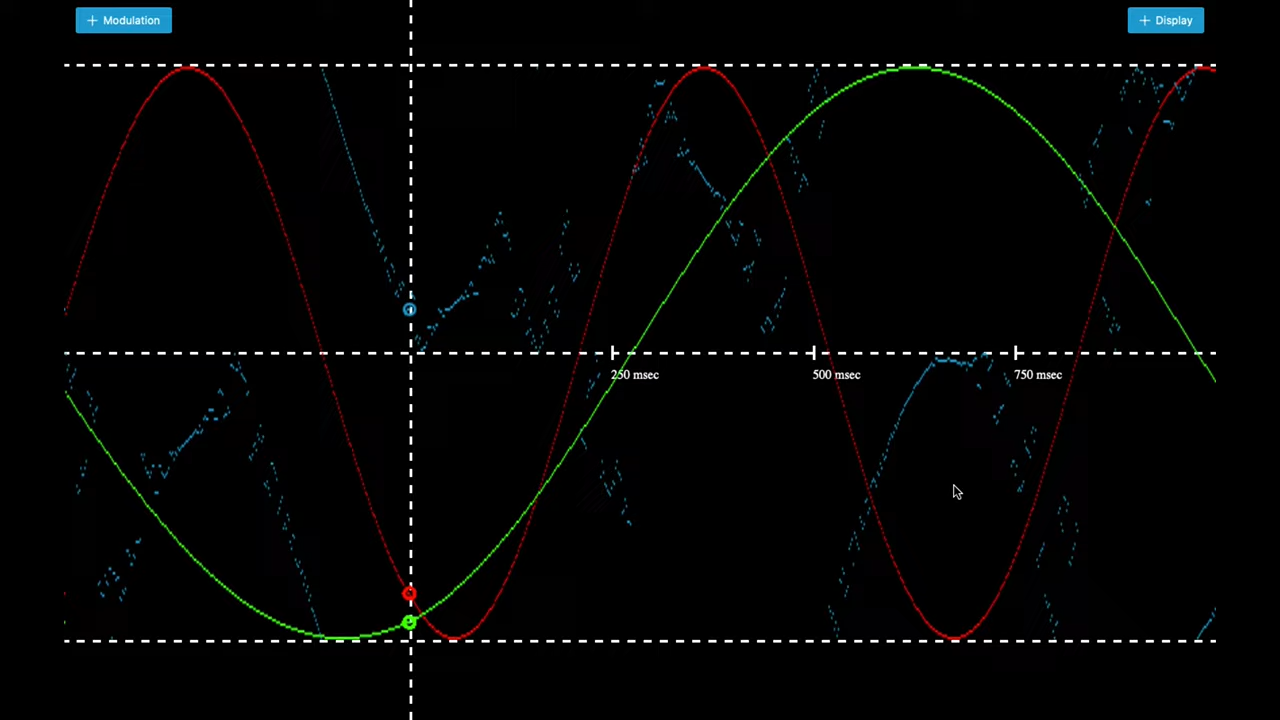 + Modulation
+ Display
250 msec
500 msec
750 msec